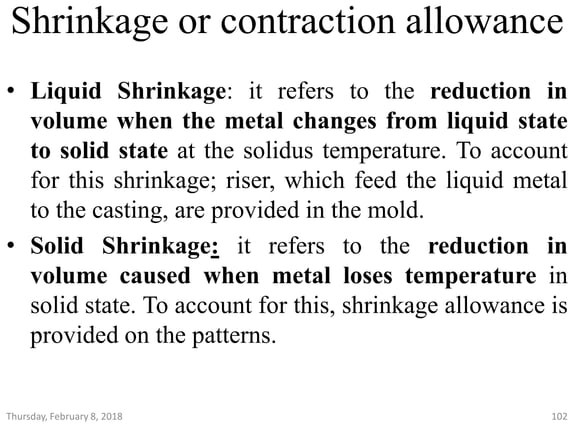 Shrinkage or contraction allowance
• Liquid Shrinkage: it refers to the reduction in
volume when the metal changes from liquid state
to solid state at the solidus temperature. To account
for this shrinkage; riser, which feed the liquid metal
to the casting, are provided in the mold.
• Solid Shrinkage: it refers to the reduction in
volume caused when metal loses temperature in
solid state. To account for this, shrinkage allowance is
provided on the patterns.
Thursday, February 8, 2018
102